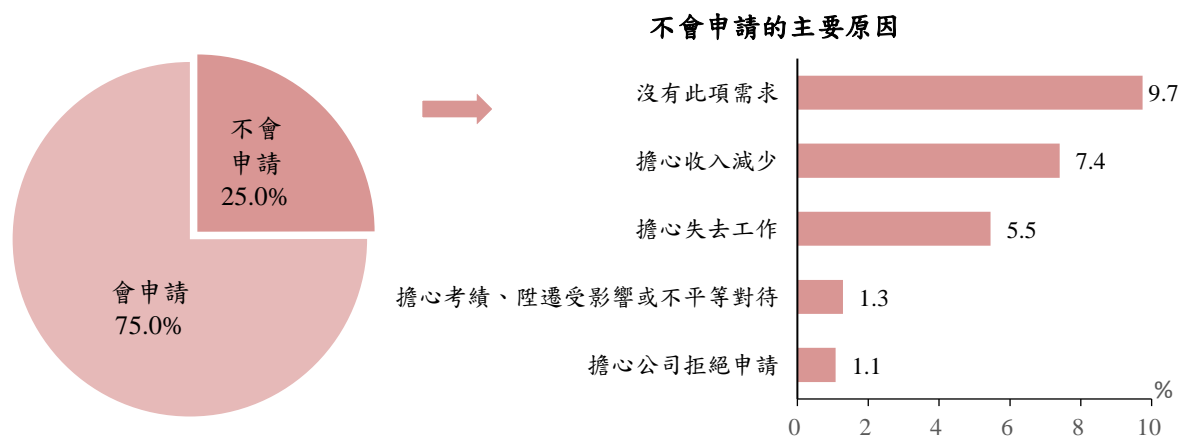 不會申請的主要原因
不會
申請
25.0%
會申請
75.0%
沒有此項需求
9.7
擔心收入減少
7.4
擔心失去工作
5.5
擔心考績、陞遷受影響或不平等對待
1.3
擔心公司拒絕申請
1.1
%
0 2 4 6 8 10